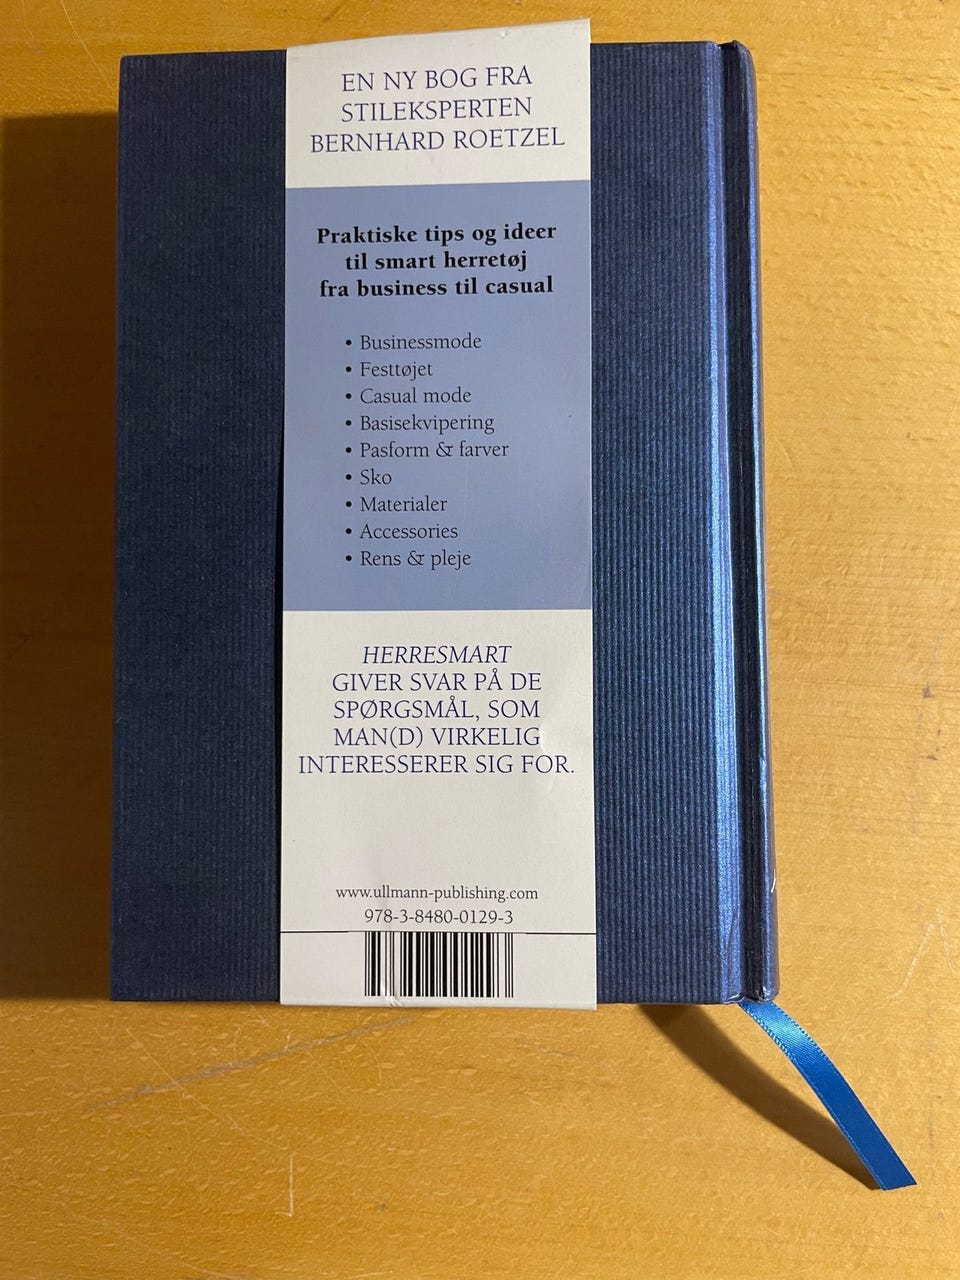 EN NY BOG FRA
STILEKSPERTEN
BERNHARD ROETZEL
Praktiske tips og ideer
til smart herretøj
fra business til casual
• Businessmode
• Festtøjet
• Casual mode
• Basisekvipering
• Pasform & farver
• Sko
• Materialer
• Accessories
• Rens & pleje
HERRESMART
GIVER SVAR PÅ DE
SPØRGSMÅL, SOM
MAN(D) VIRKELIG
INTERESSERER SIG FOR.
www.ullmann-publishing.com
978-3-8480-0129-3